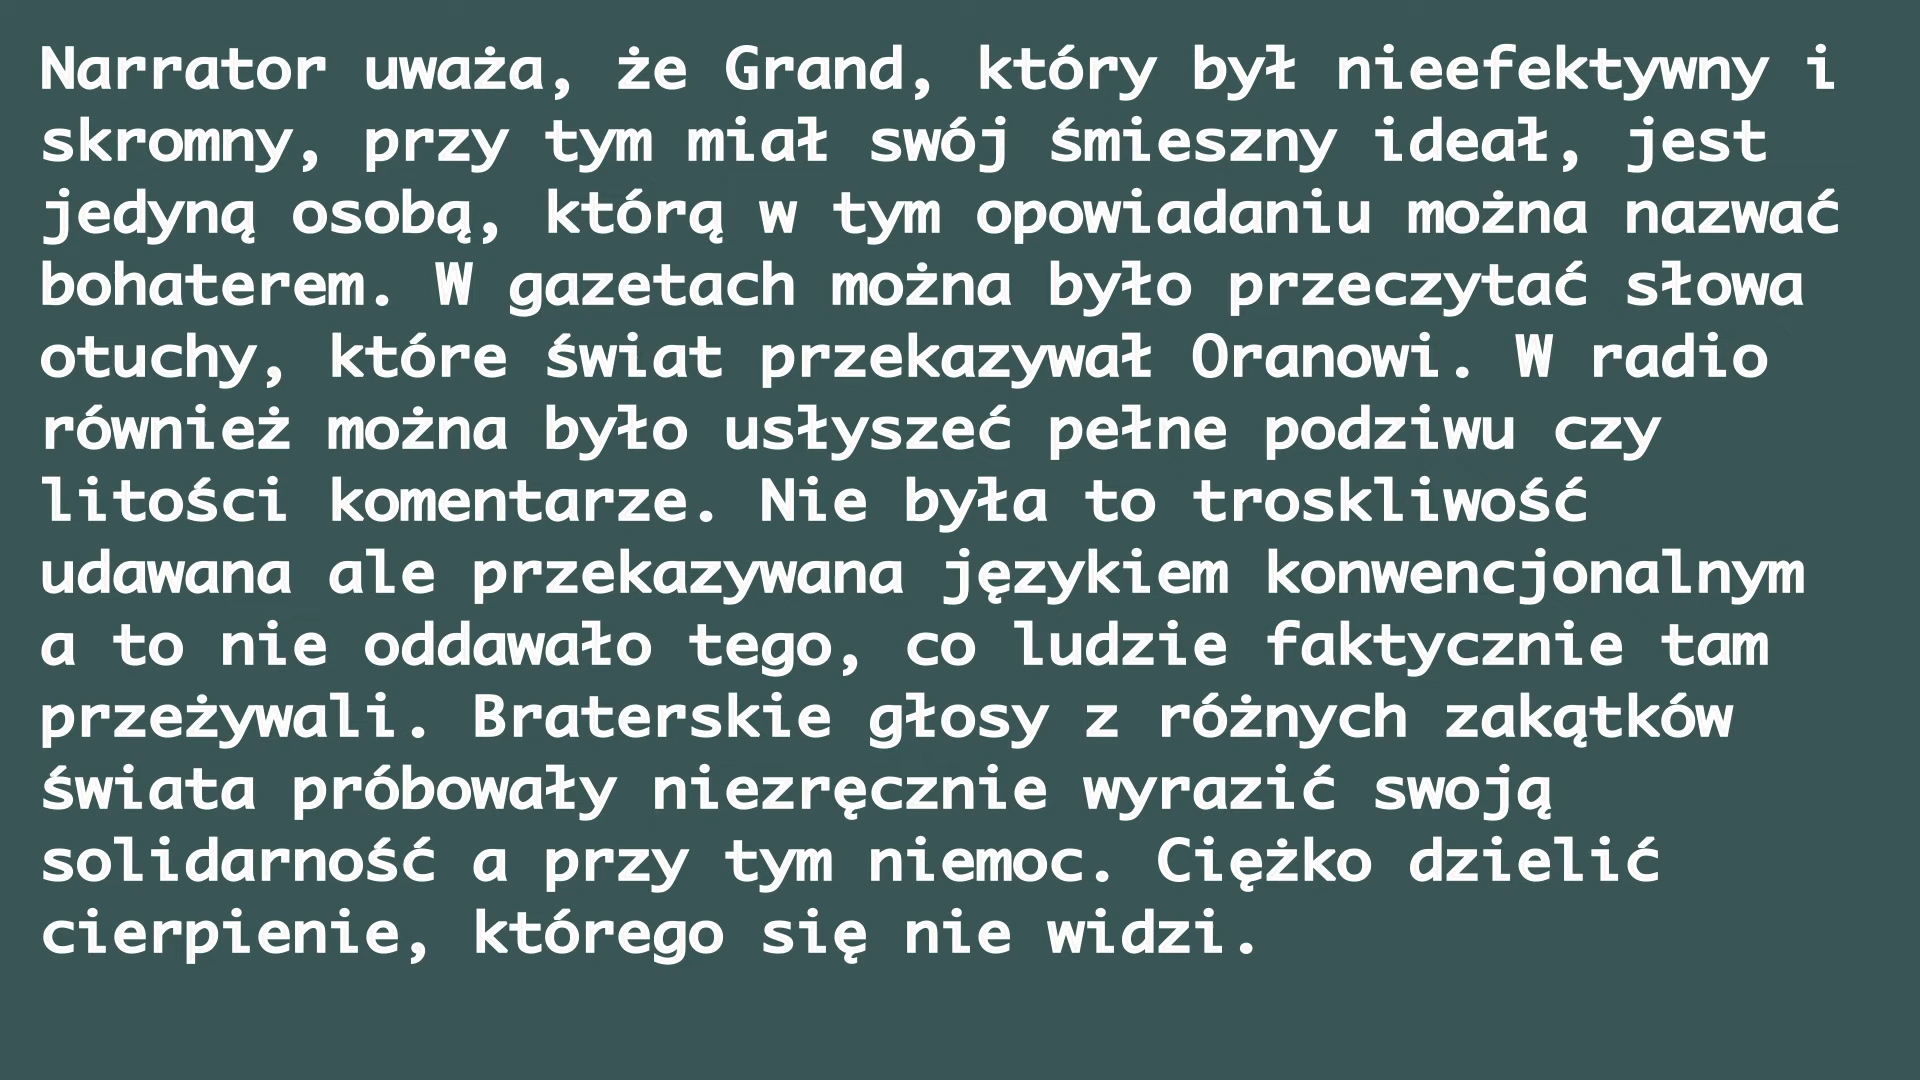 Narrator uważa, że Grand, który był nieefektywny i
skromny, przy tym miał swój śmieszny ideał, jest
jedyną osobą, którą w tym opowiadaniu można nazwać
bohaterem. W gazetach można było przeczytać słowa
otuchy, które świat przekazywał Oranowi. W radio
również można było usłyszeć pełne podziwu czy
litości komentarze. Nie była to troskliwość
udawana ale przekazywana językiem konwencjonalnym
a to nie oddawało tego, co ludzie faktycznie tam
przeżywali. Braterskie głosy z różnych zakątków
świata próbowały niezręcznie wyrazić swoją
solidarność a przy tym niemoc. Ciężko dzielić
cierpienie, którego się nie widzi.